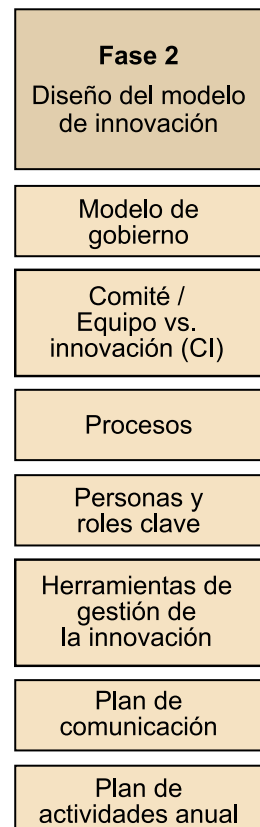 Fase 2
Diseño del modelo
de innovación
Modelo de
gobierno
Comité /
Equipo vs.
innovación (CI)
Procesos
Personas y
roles clave
Herramientas de
gestión de
la innovación
Plan de
comunicación
Plan de
actividades anual